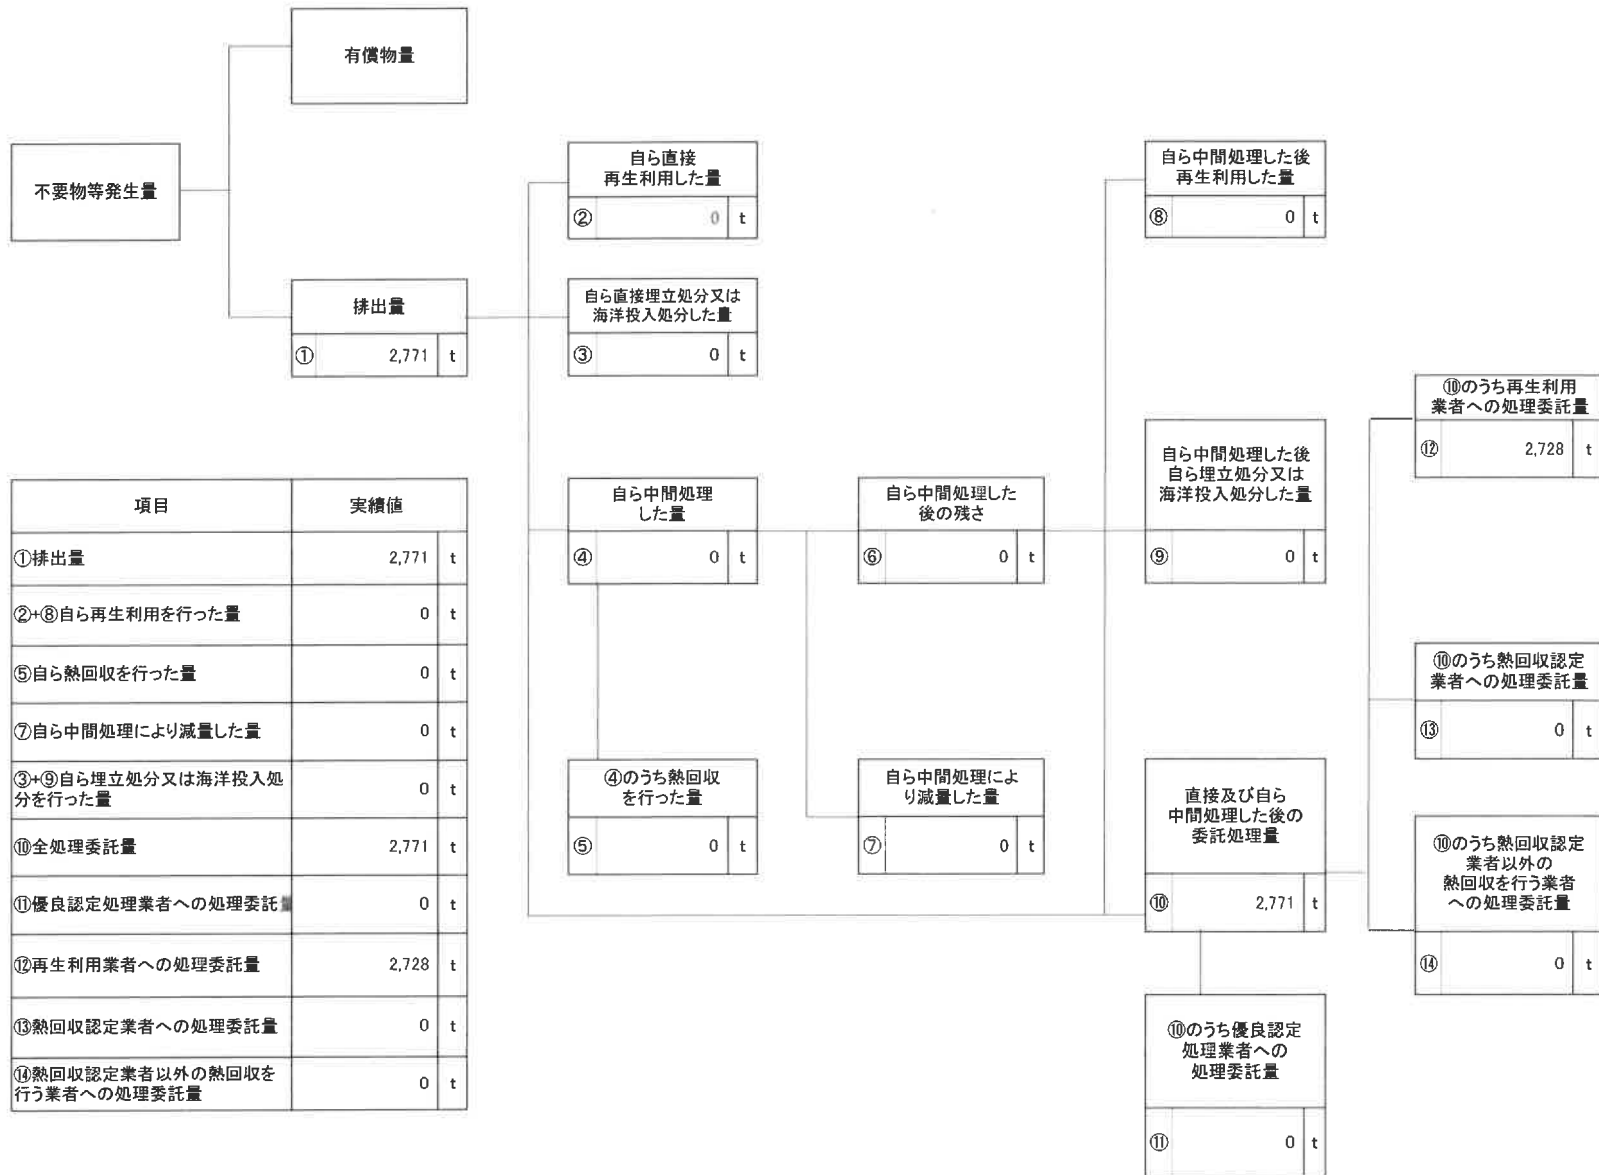 有償物量
不要物等発生量
排出量
① 2,771 t
自ら直接
再生利用した量
② 0 t
自ら直接埋立処分又は
海洋投入処分した量
③ 0 t
自ら中間処理
した量
④ 0 t
④のうち熱回収
を行った量
⑤ 0 t
自ら中間処理した
後の残さ
⑥ 0 t
自ら中間処理によ
り減量した量
⑦ 0 t
自ら中間処理した後
再生利用した量
⑧ 0 t
自ら中間処理した後
自ら埋立処分又は
海洋投入処分した量
⑨ 0 t
直接及び自ら
中間処理した後の
委託処理量
⑩ 2,771 t
⑩のうち優良認定
処理業者への
処理委託量
⑪ 0 t
⑩のうち再生利用
業者への処理委託量
⑫ 2,728 t
⑩のうち熱回収認定
業者への処理委託量
⑬ 0 t
⑩のうち熱回収認定
業者以外の
熱回収を行う業者
への処理委託量
⑭ 0 t
項目 実績値
①排出量 2,771 t
②+⑧自ら再生利用を行った量 0 t
⑤自ら熱回収を行った量 0 t
⑦自ら中間処理により減量した量 0 t
③+⑨自ら埋立処分又は海洋投入処
分を行った量 0 t
⑩全処理委託量 2,771 t
⑪優良認定処理業者への処理委託量 0 t
⑫再生利用業者への処理委託量 2,728 t
⑬熱回収認定業者への処理委託量 0 t
⑭熱回収認定業者以外の熱回収を
行う業者への処理委託量 0 t